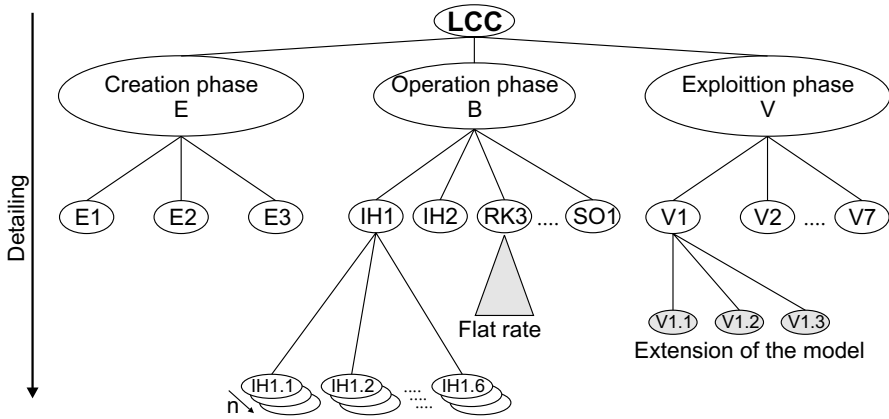 LCC
Creation phase
E
Operation phase
B
Exploittion phase
V
Detailing
E1 E2 E3 IH1 IH2 RK3 .... SO1 V1 V2 .... V7
Flat rate
V1.1 V1.2 V1.3
Extension of the model
n IH1.1 IH1.2 .... .... .... IH1.6